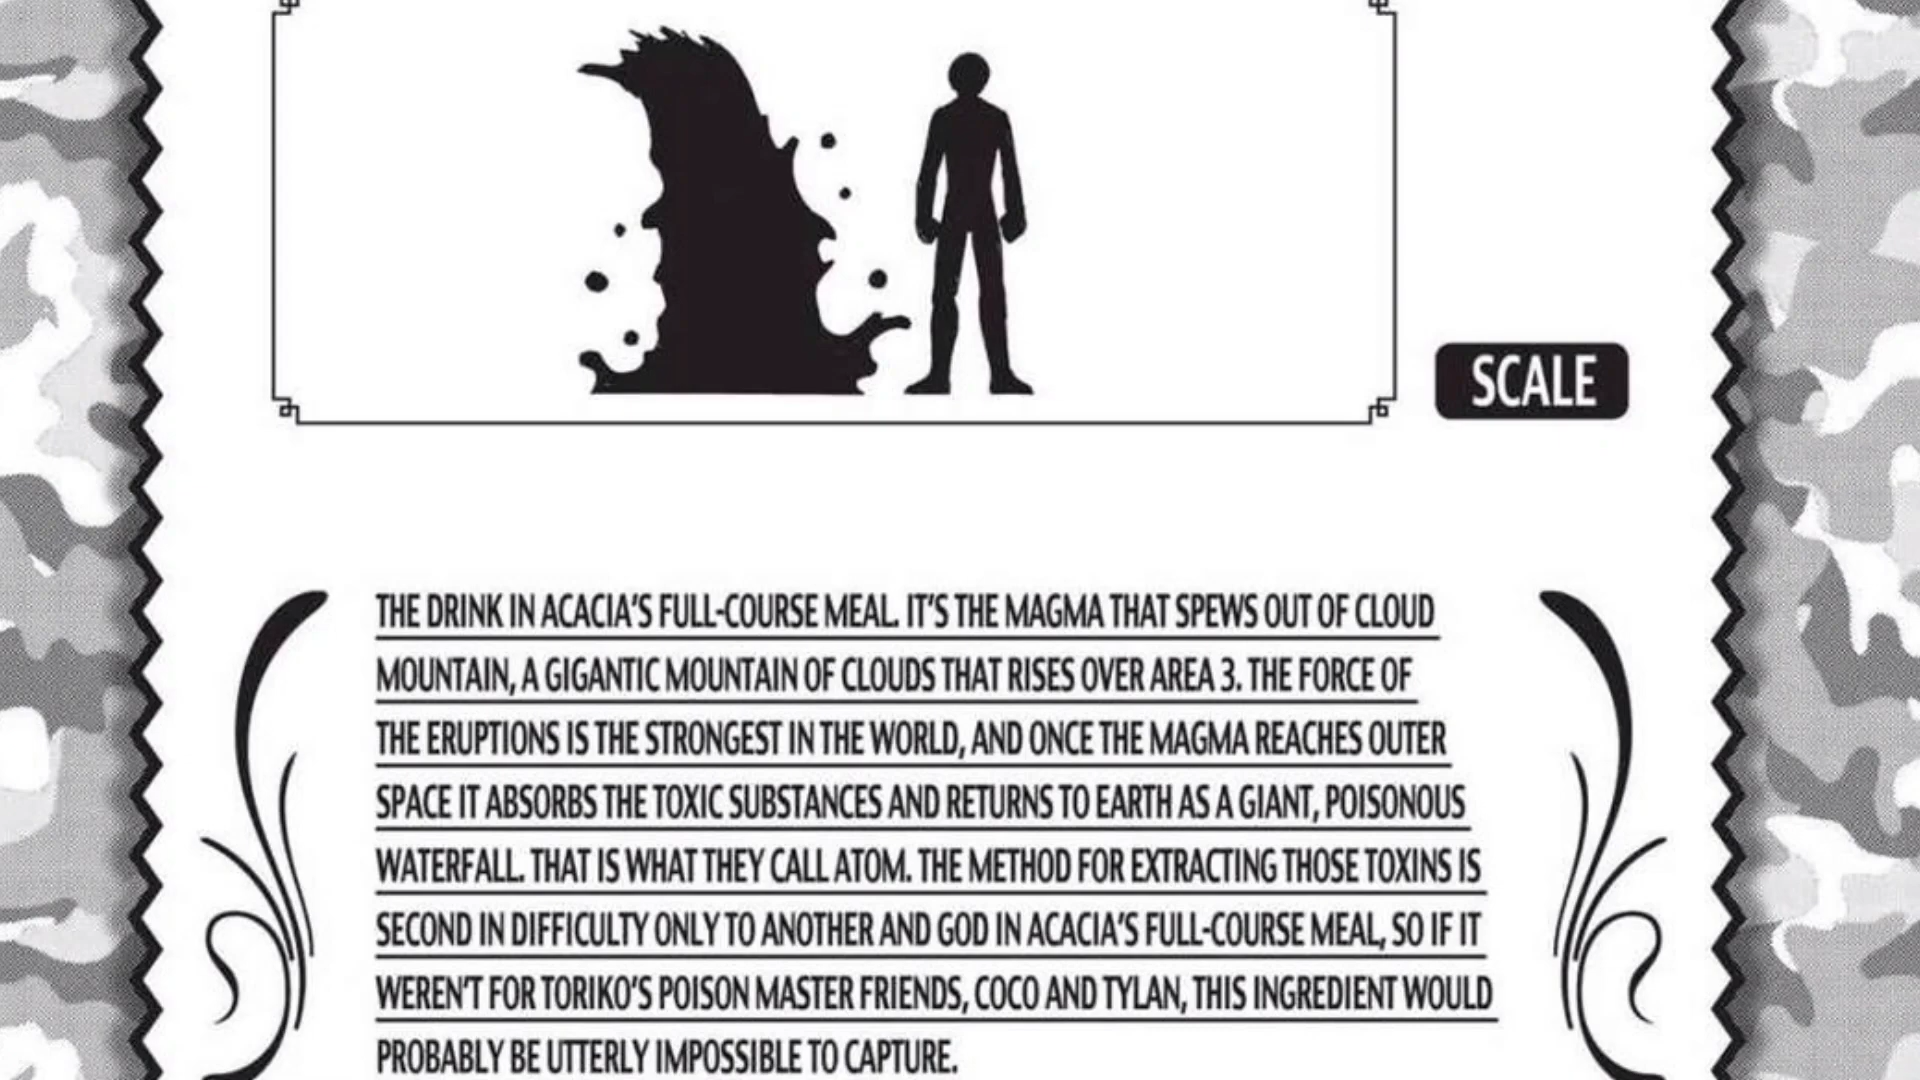 SCALE
THE DRINK IN ACACIA'S FULL-COURSE MEAL. IT'S THE MAGMA THAT SPEWS OUT OF CLOUD
MOUNTAIN, A GIGANTIC MOUNTAIN OF CLOUDS THAT RISES OVER AREA 3. THE FORCE OF
THE ERUPTIONS IS THE STRONGEST IN THE WORLD, AND ONCE THE MAGMA REACHES OUTER
SPACE IT ABSORBS THE TOXIC SUBSTANCES AND RETURNS TO EARTH AS A GIANT, POISONOUS
WATERFALL. THAT IS WHAT THEY CALL ATOM. THE METHOD FOR EXTRACTING THOSE TOXINS IS
SECOND IN DIFFICULTY ONLY TO ANOTHER AND GOD IN ACACIA'S FULL-COURSE MEAL, SO IF IT
WEREN'T FOR TORIKO'S POISON MASTER FRIENDS, COCO AND TYLAN, THIS INGREDIENT WOULD
PROBABLY BE UTTERLY IMPOSSIBLE TO CAPTURE.